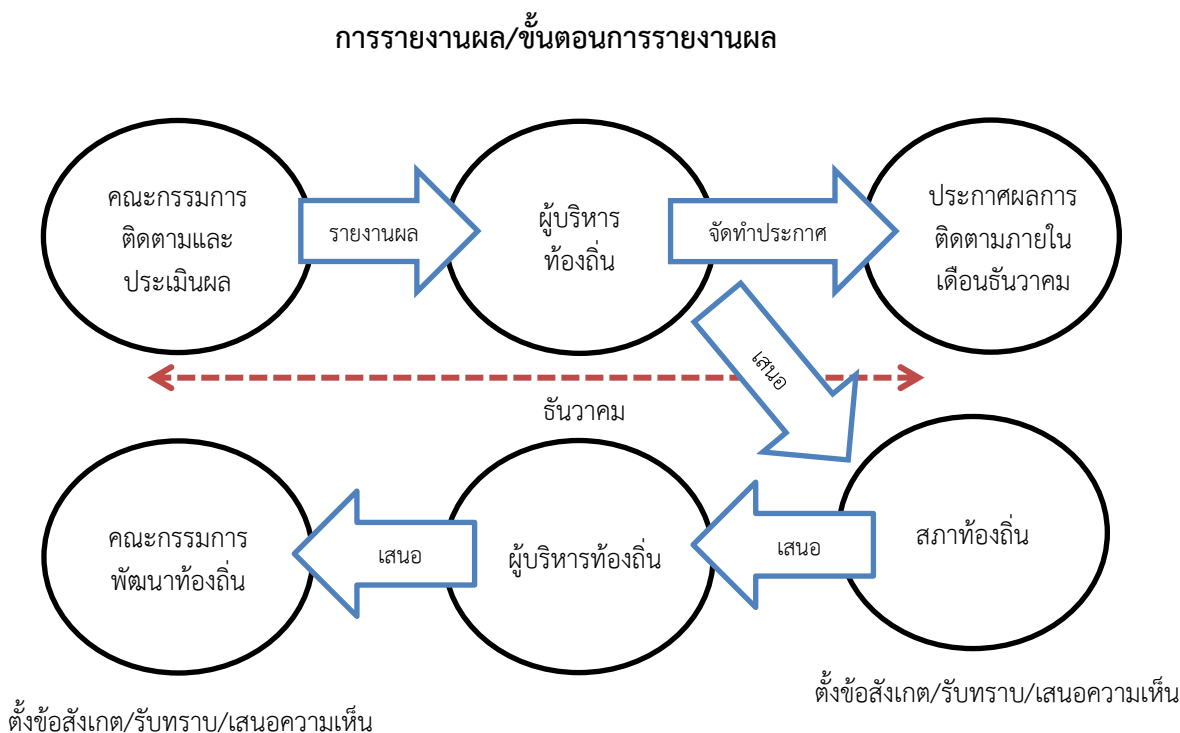 การรายงานผล/ขั้นตอนการรายงานผล
คณะกรรมการ
ติดตามและ
ประเมินผล
รายงานผล
ผู้บริหาร
ท้องถิ่น
จัดทำประกาศ
ประกาศผลการ
ติดตามภายใน
เดือนธันวาคม
เสนอ
ธันวาคม
คณะกรรมการ
พัฒนาท้องถิ่น
เสนอ
ผู้บริหารท้องถิ่น
เสนอ
สภาท้องถิ่น
ตั้งข้อสังเกต/รับทราบ/เสนอความเห็น
ตั้งข้อสังเกต/รับทราบ/เสนอความเห็น